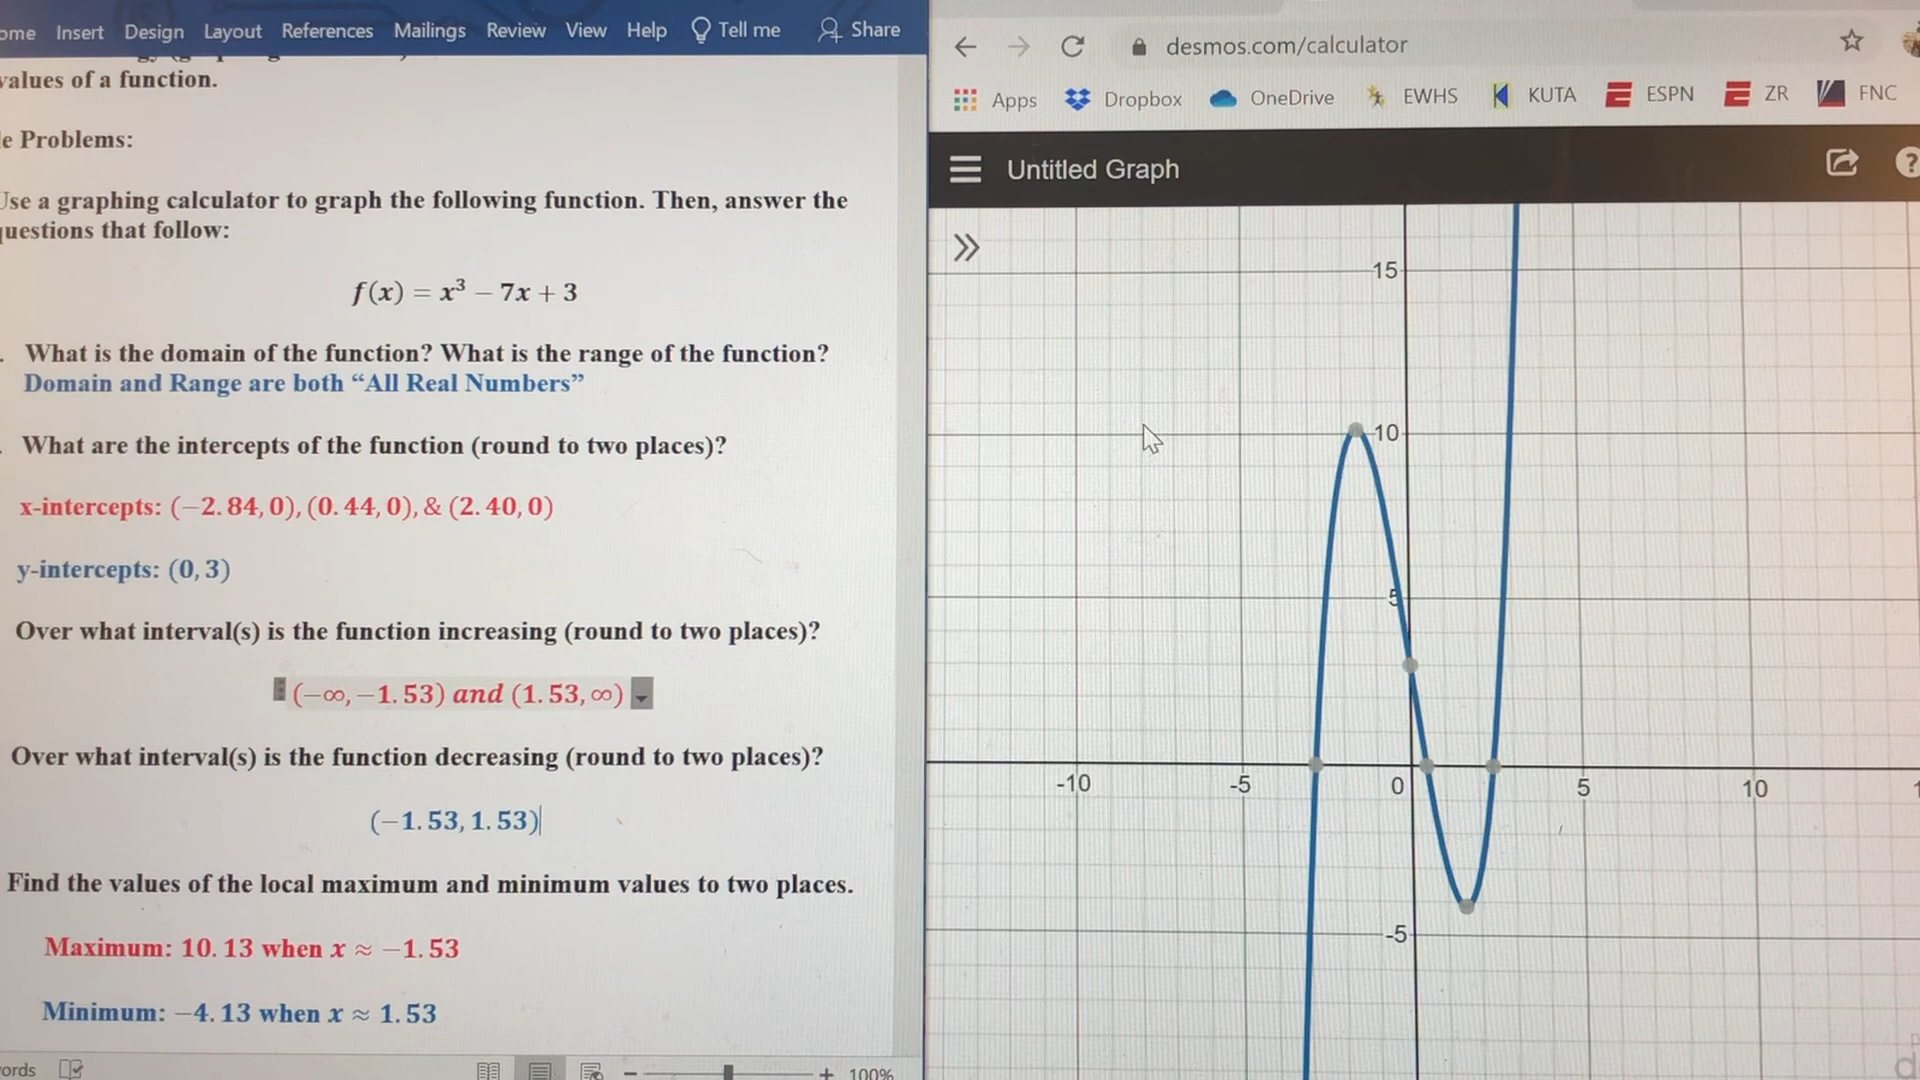 Insert Design Layout References Mailings Review View Help Tell me Share
values of a function.
Problems:
Use a graphing calculator to graph the following function. Then, answer the
questions that follow:
f(x) = x³ − 7x + 3
What is the domain of the function? What is the range of the function?
Domain and Range are both “All Real Numbers”
What are the intercepts of the function (round to two places)?
x-intercepts: (−2.84, 0), (0.44, 0), & (2.40, 0)
y-intercepts: (0, 3)
Over what interval(s) is the function increasing (round to two places)?
(−∞, −1.53) and (1.53, ∞)
Over what interval(s) is the function decreasing (round to two places)?
(−1.53, 1.53)
Find the values of the local maximum and minimum values to two places.
Maximum: 10.13 when x ≈ −1.53
Minimum: −4.13 when x ≈ 1.53
100%
desmos.com/calculator
Apps Dropbox OneDrive EWHS KUTA ESPN ZR FNC
Untitled Graph
15
10
5
-10 -5 0 5 10
-5